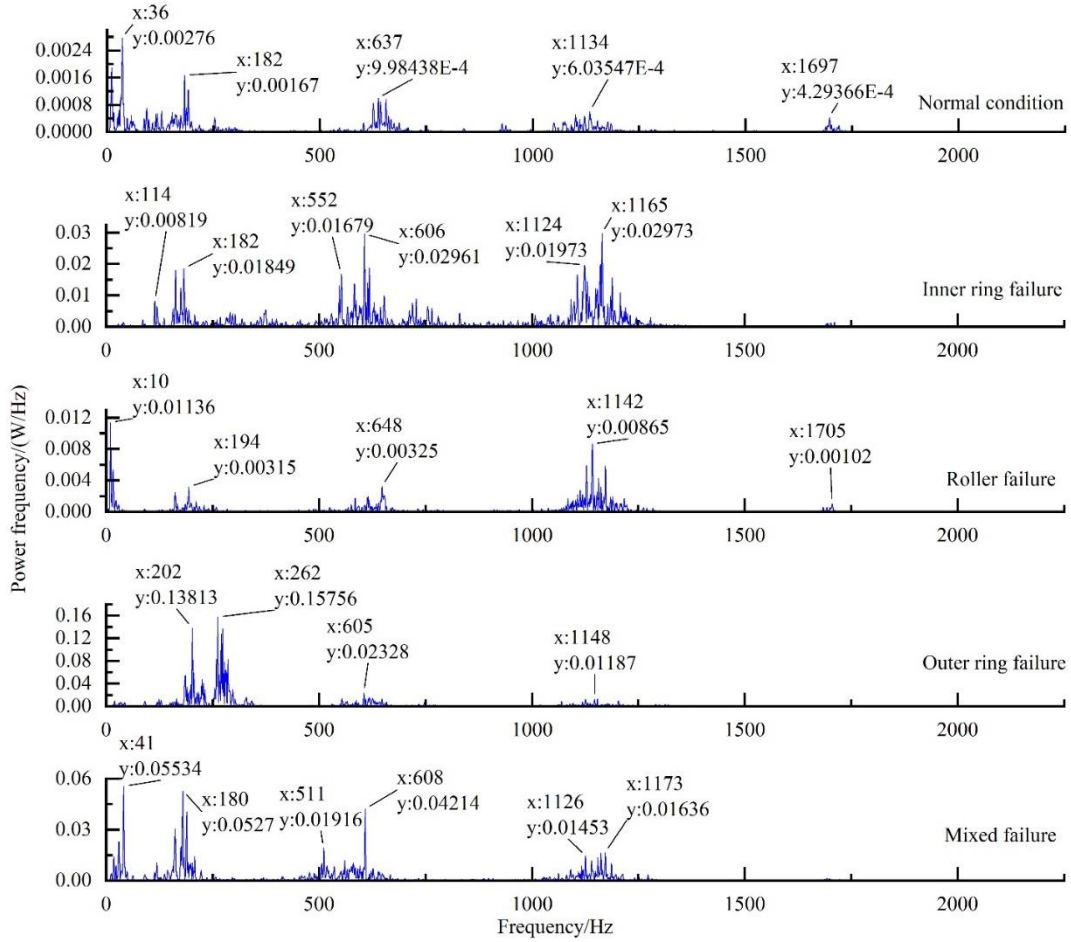 x:36
y:0.00276
x:182
y:0.00167
x:637
y:9.98438E-4
x:1134
y:6.03547E-4
x:1697
y:4.29366E-4
0.0024
0.0016
0.0008
0.0000
Normal condition
0 500 1000 1500 2000
x:114
y:0.00819
x:182
y:0.01849
x:552
y:0.01679
x:606
y:0.02961
x:1124
y:0.01973
x:1165
y:0.02973
0.03
0.02
0.01
0.00
Inner ring failure
0 500 1000 1500 2000
x:10
y:0.01136
x:194
y:0.00315
x:648
y:0.00325
x:1142
y:0.00865
x:1705
y:0.00102
0.012
0.008
0.004
0.000
Roller failure
0 500 1000 1500 2000
Power frequency/(W/Hz)
x:202
y:0.13813
x:262
y:0.15756
x:605
y:0.02328
x:1148
y:0.01187
0.16
0.12
0.08
0.04
0.00
Outer ring failure
0 500 1000 1500 2000
x:41
y:0.05534
x:180
y:0.0527
x:511
y:0.01916
x:608
y:0.04214
x:1126
y:0.01453
x:1173
y:0.01636
0.06
0.03
0.00
Mixed failure
0 500 1000 1500 2000
Frequency/Hz